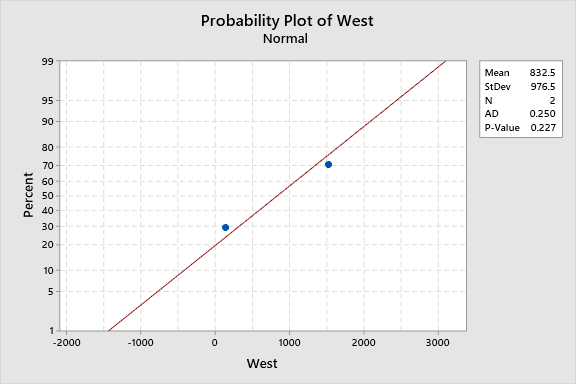 Probability Plot of West
Normal
99
95
90
80
70
60
50
40
30
20
10
5
1
Percent
-2000 -1000 0 1000 2000 3000
West
Mean 832.5
StDev 976.5
N 2
AD 0.250
P-Value 0.227